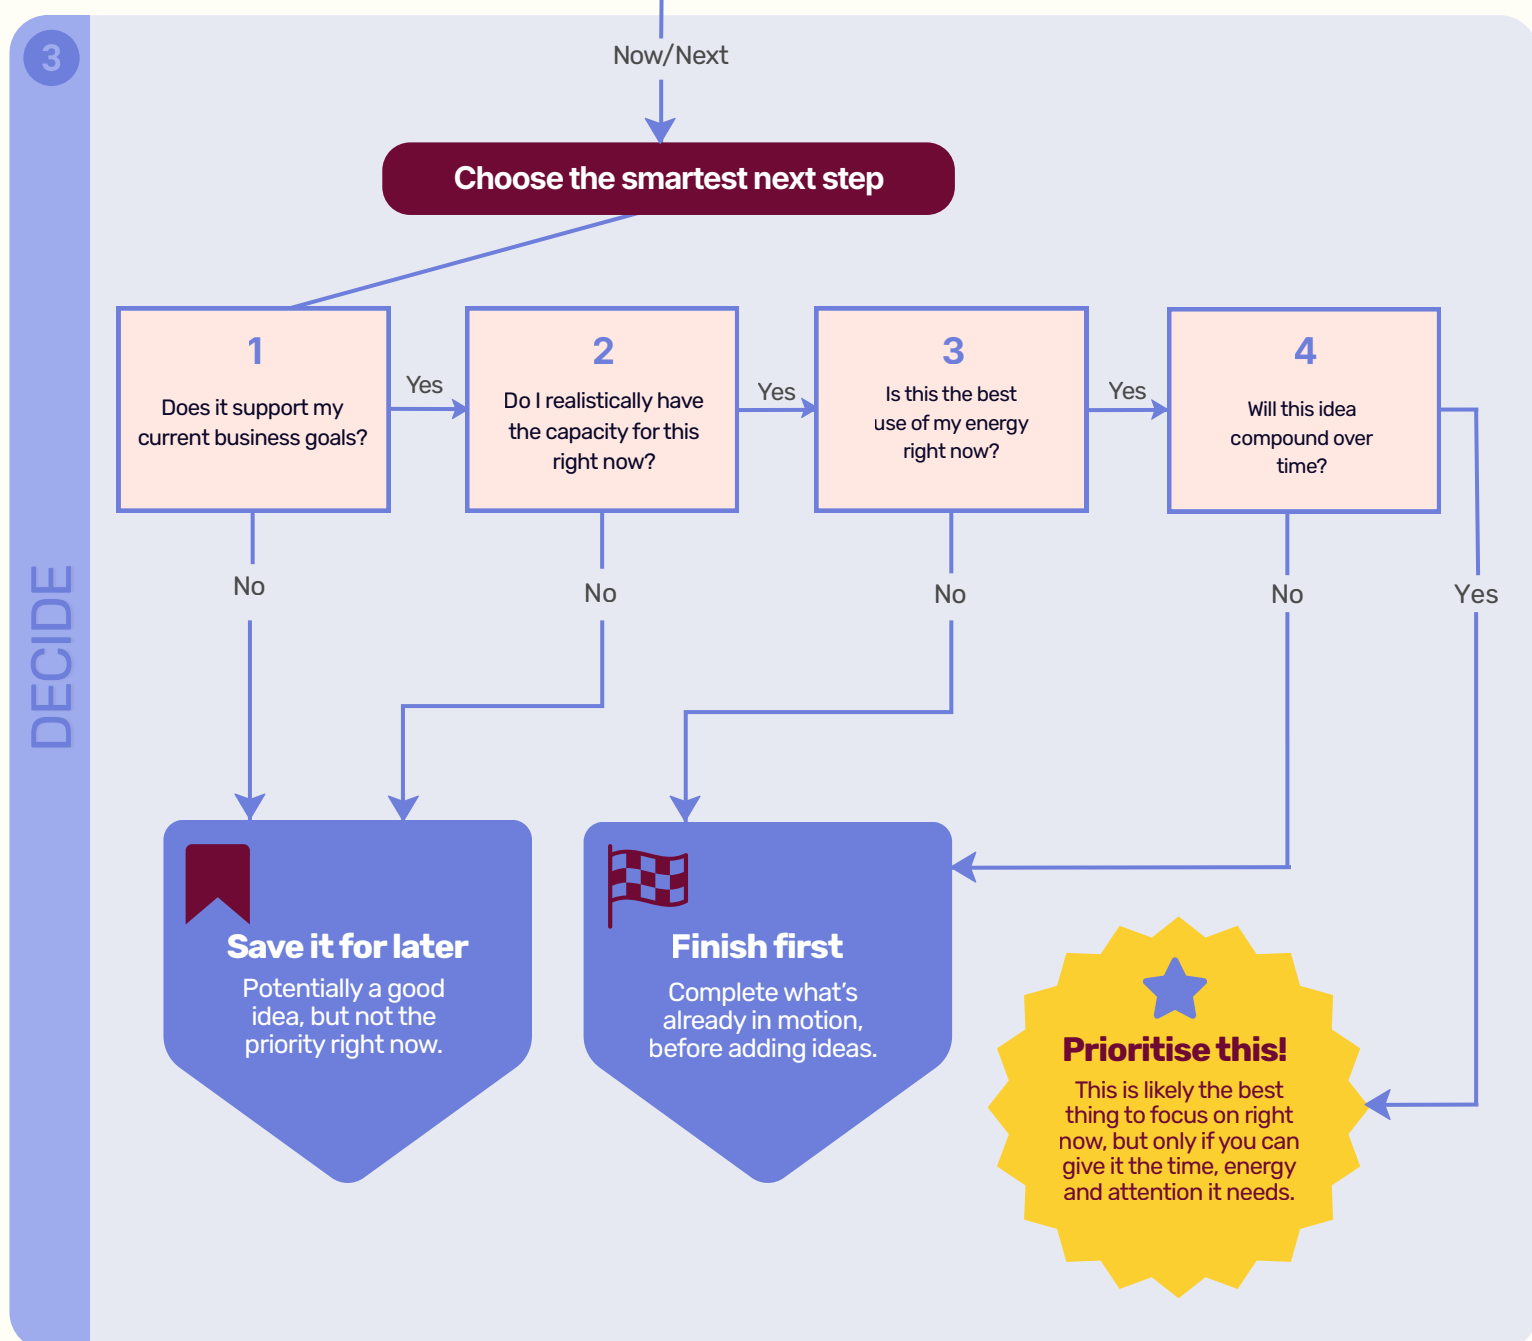 3
DECIDE
Now/Next
Choose the smartest next step
1
Does it support my
current business goals?
Yes
2
Do I realistically have
the capacity for this
right now?
Yes
3
Is this the best
use of my energy
right now?
Yes
4
Will this idea
compound over
time?
No
No
No
No
Yes
Save it for later
Potentially a good
idea, but not the
priority right now.
Finish first
Complete what’s
already in motion,
before adding ideas.
Prioritise this!
This is likely the best
thing to focus on right
now, but only if you can
give it the time, energy
and attention it needs.